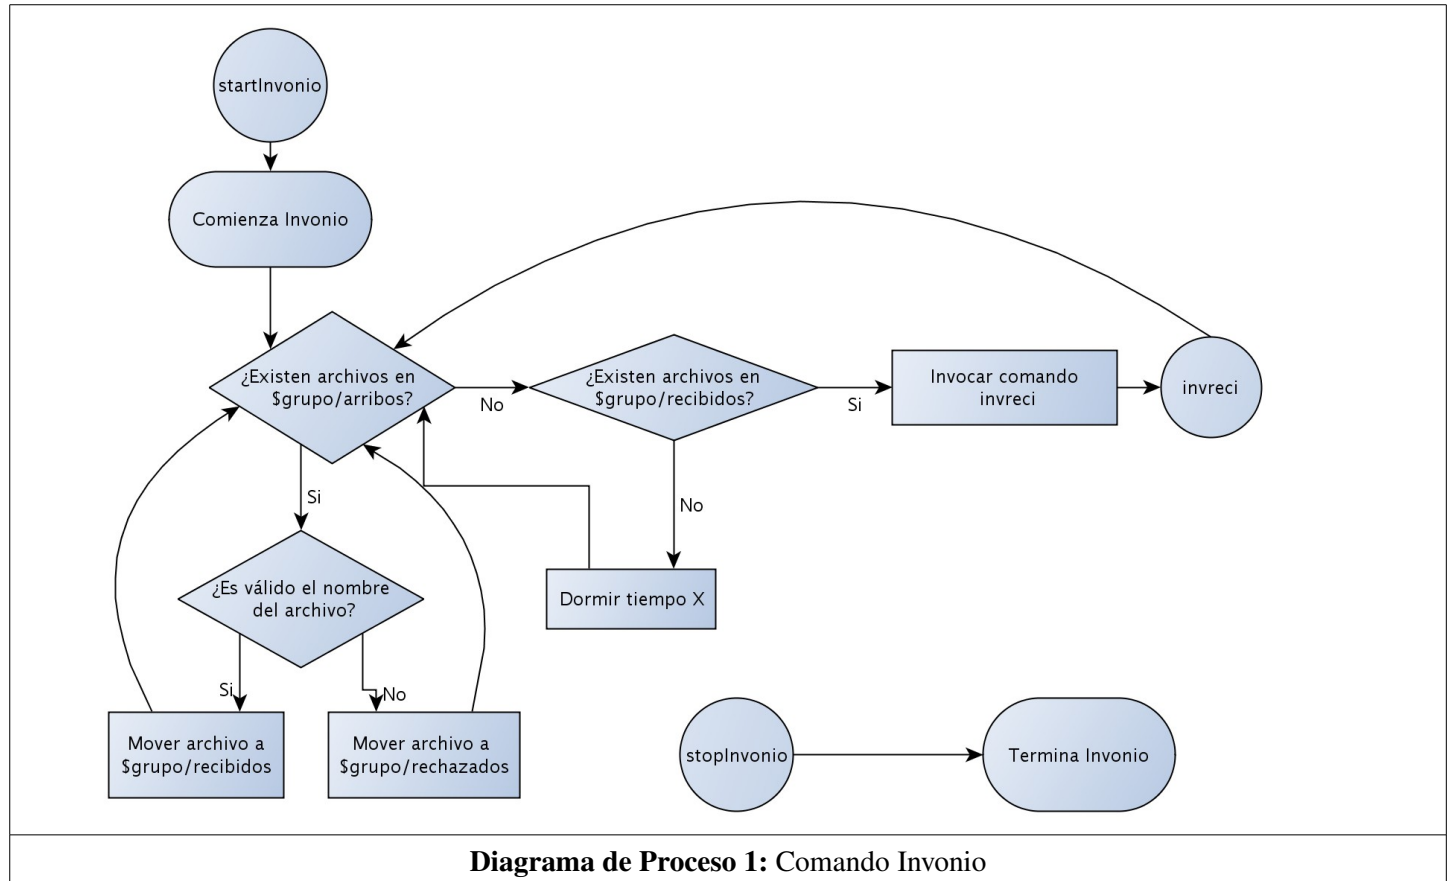 startInvonio
Comienza Invonio
¿Existen archivos en
$grupo/arribos?
No
¿Existen archivos en
$grupo/recibidos?
Si
Invocar comando
invreci
invreci
Si
No
¿Es válido el nombre
del archivo?
Dormir tiempo X
Si
No
Mover archivo a
$grupo/recibidos
Mover archivo a
$grupo/rechazados
stopInvonio
Termina Invonio
Diagrama de Proceso 1: Comando Invonio